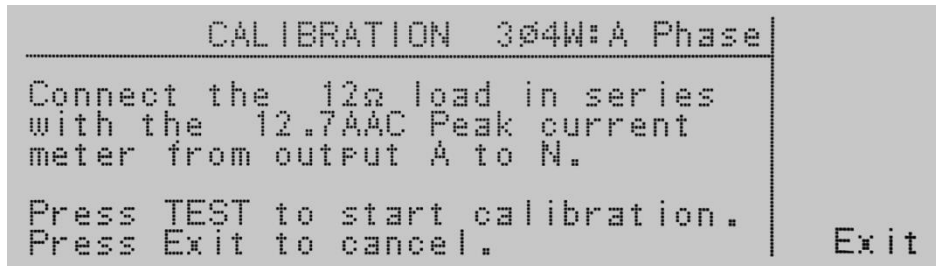 CALIBRATION 3Ø4W:A Phase
Connect the 12Ω load in series
with the 12.7AAC Peak current
meter from output A to N.
Press TEST to start calibration.
Press Exit to cancel.
Exit